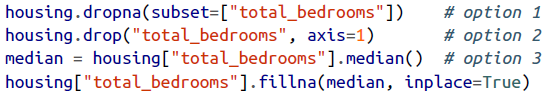 housing.dropna(subset=["total_bedrooms"])    # option 1
housing.drop("total_bedrooms", axis=1)       # option 2
median = housing["total_bedrooms"].median()  # option 3
housing["total_bedrooms"].fillna(median, inplace=True)